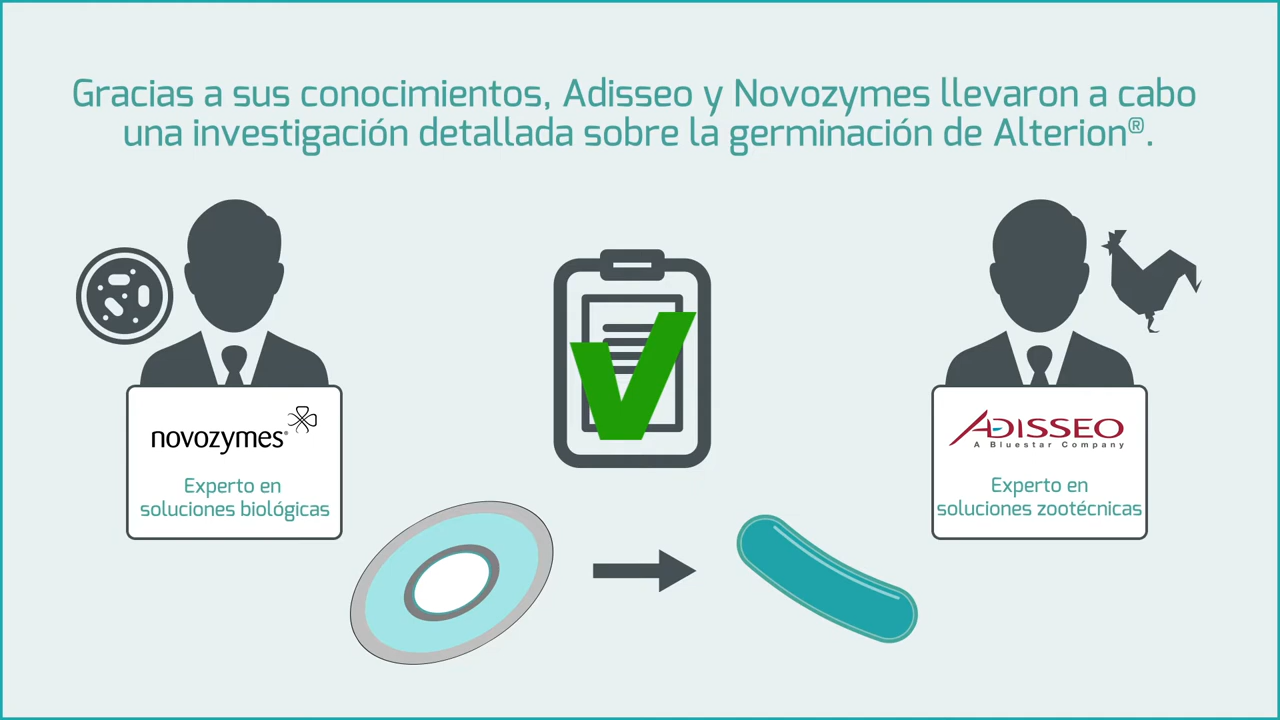 Gracias a sus conocimientos, Adisseo y Novozymes llevaron a cabo
una investigación detallada sobre la germinación de Alterion®.
novozymes®
Experto en
soluciones biológicas
ADISSEO
A Bluestar Company
Experto en
soluciones zootécnicas